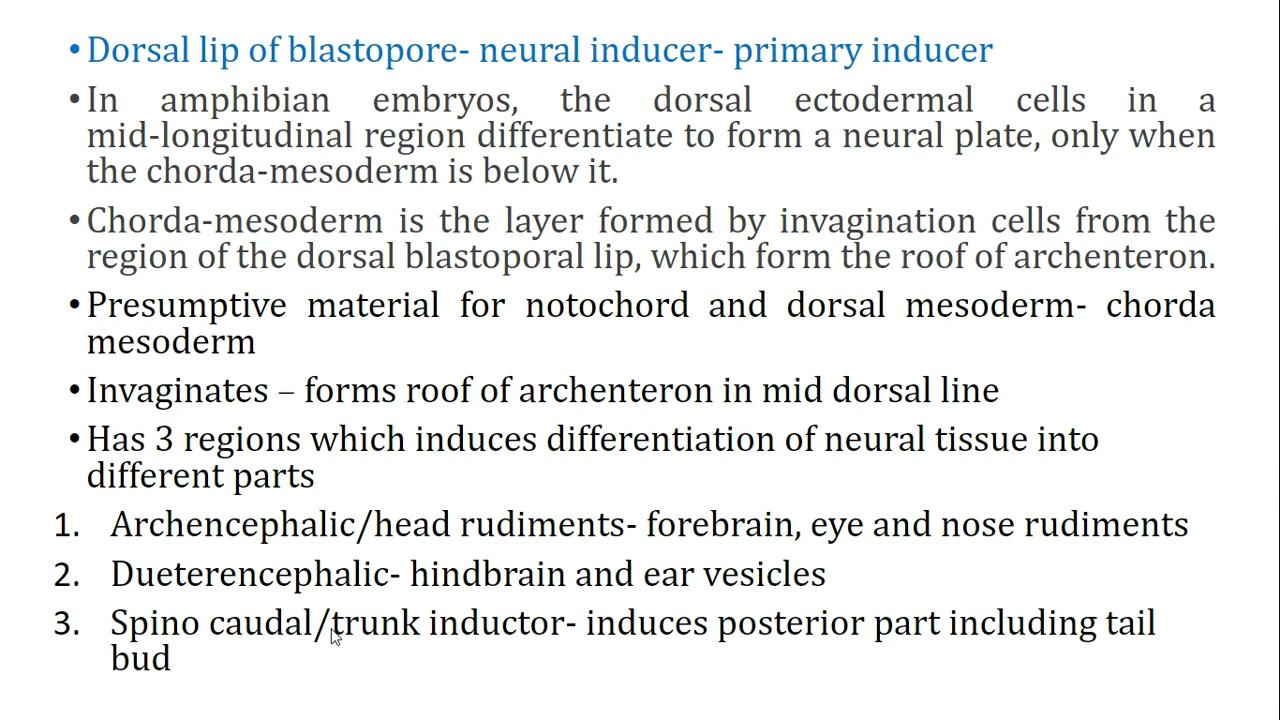 •Dorsal lip of blastopore- neural inducer- primary inducer
•In amphibian embryos, the dorsal ectodermal cells in a
mid-longitudinal region differentiate to form a neural plate, only when
the chorda-mesoderm is below it.
•Chorda-mesoderm is the layer formed by invagination cells from the
region of the dorsal blastoporal lip, which form the roof of archenteron.
•Presumptive material for notochord and dorsal mesoderm- chorda
mesoderm
•Invaginates – forms roof of archenteron in mid dorsal line
•Has 3 regions which induces differentiation of neural tissue into
different parts
1. Archencephalic/head rudiments- forebrain, eye and nose rudiments
2. Dueterencephalic- hindbrain and ear vesicles
3. Spino caudal/trunk inductor- induces posterior part including tail
bud